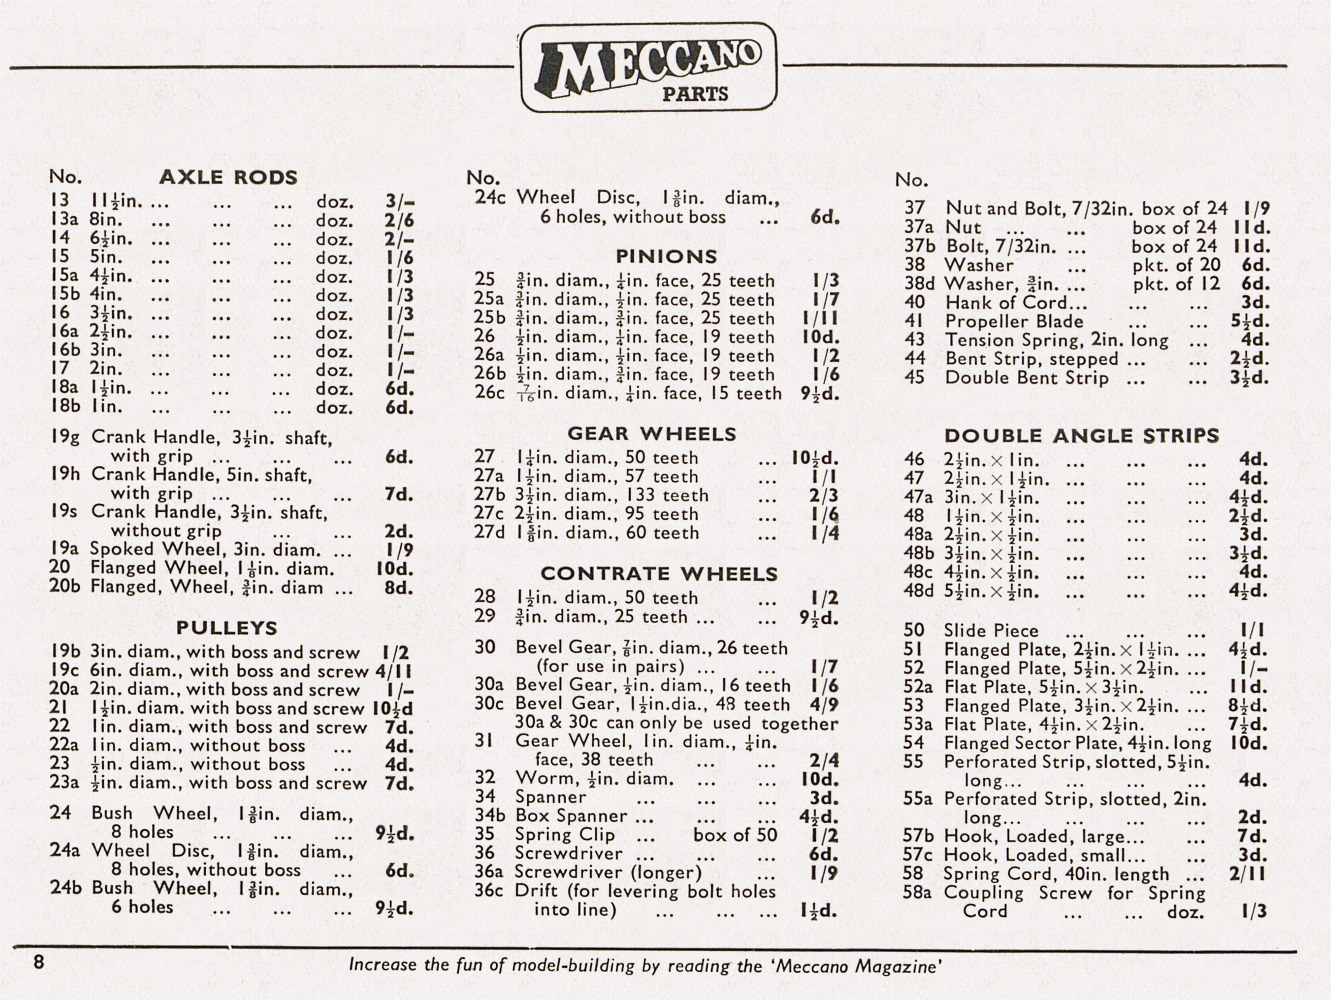 MECCANO
PARTS
No. AXLE RODS
13 11½in. ... ... ... doz. 3/–
13a 8in. ... ... ... doz. 2/6
14 6½in. ... ... ... doz. 2/–
15 5in. ... ... ... doz. 1/6
15a 4½in. ... ... ... doz. 1/3
15b 4in. ... ... ... doz. 1/3
16 3½in. ... ... ... doz. 1/3
16a 2½in. ... ... ... doz. 1/–
16b 3in. ... ... ... doz. 1/–
17 2in. ... ... ... doz. 1/–
18a 1½in. ... ... ... doz. 6d.
18b 1in. ... ... ... doz. 6d.
19g Crank Handle, 3½in. shaft,
with grip ... ... ... 6d.
19h Crank Handle, 5in. shaft,
with grip ... ... ... 7d.
19s Crank Handle, 3½in. shaft,
without grip ... ... 2d.
19a Spoked Wheel, 3in. diam. ... 1/9
20 Flanged Wheel, 1⅛in. diam. 10d.
20b Flanged, Wheel, ¾in. diam ... 8d.
PULLEYS
19b 3in. diam., with boss and screw 1/2
19c 6in. diam., with boss and screw 4/11
20a 2in. diam., with boss and screw 1/–
21 1½in. diam. with boss and screw 10½d
22 1in. diam., with boss and screw 7d.
22a 1in. diam., without boss ... 4d.
23 ½in. diam., without boss ... 4d.
23a ½in. diam., with boss and screw 7d.
24 Bush Wheel, 1⅜in. diam.,
8 holes ... ... ... 9½d.
24a Wheel Disc, 1⅜in. diam.,
8 holes, without boss ... 6d.
24b Bush Wheel, 1⅜in. diam.,
6 holes ... ... ... 9½d.
No.
24c Wheel Disc, 1⅜in. diam.,
6 holes, without boss ... 6d.
PINIONS
25 ¾in. diam., ¼in. face, 25 teeth 1/3
25a ¾in. diam., ½in. face, 25 teeth 1/7
25b ¾in. diam., ¾in. face, 25 teeth 1/11
26 ½in. diam., ¼in. face, 19 teeth 10d.
26a ½in. diam., ½in. face, 19 teeth 1/2
26b ½in. diam., ¾in. face, 19 teeth 1/6
26c 7/16in. diam., ¼in. face, 15 teeth 9½d.
GEAR WHEELS
27 1¼in. diam., 50 teeth ... 10½d.
27a 1½in. diam., 57 teeth ... 1/1
27b 3½in. diam., 133 teeth ... 2/3
27c 2½in. diam., 95 teeth ... 1/6
27d 1⅝in. diam., 60 teeth ... 1/4
CONTRATE WHEELS
28 1½in. diam., 50 teeth ... 1/2
29 ¾in. diam., 25 teeth ... ... 9½d.
30 Bevel Gear, ⅞in. diam., 26 teeth
(for use in pairs) ... ... 1/7
30a Bevel Gear, ½in. diam., 16 teeth 1/6
30c Bevel Gear, 1½in.dia., 48 teeth 4/9
30a & 30c can only be used together
31 Gear Wheel, 1in. diam., ¼in.
face, 38 teeth ... ... 2/4
32 Worm, ½in. diam. ... ... 10d.
34 Spanner ... ... ... 3d.
34b Box Spanner ... ... ... 4½d.
35 Spring Clip ... box of 50 1/2
36 Screwdriver ... ... ... 6d.
36a Screwdriver (longer) ... 1/9
36c Drift (for levering bolt holes
into line) ... ... ... 1½d.
No.
37 Nut and Bolt, 7/32in. box of 24 1/9
37a Nut ... ... box of 24 11d.
37b Bolt, 7/32in. ... box of 24 11d.
38 Washer ... pkt. of 20 6d.
38d Washer, ¾in. ... pkt. of 12 6d.
40 Hank of Cord... ... ... 3d.
41 Propeller Blade ... ... 5½d.
43 Tension Spring, 2in. long ... 4d.
44 Bent Strip, stepped ... ... 2½d.
45 Double Bent Strip ... ... 3½d.
DOUBLE ANGLE STRIPS
46 2½in. × 1in. ... ... ... 4d.
47 2½in. × 1½in. ... ... ... 4d.
47a 3in. × 1½in. ... ... ... 4½d.
48 1½in. × ½in. ... ... ... 2½d.
48a 2½in. × ½in. ... ... ... 3d.
48b 3½in. × ½in. ... ... ... 3½d.
48c 4½in. × ½in. ... ... ... 4d.
48d 5½in. × ½in. ... ... ... 4½d.
50 Slide Piece ... ... ... 1/1
51 Flanged Plate, 2½in. × 1½in. ... 4½d.
52 Flanged Plate, 5½in. × 2½in. ... 1/–
52a Flat Plate, 5½in. × 3½in. ... 11d.
53 Flanged Plate, 3½in. × 2½in. ... 8½d.
53a Flat Plate, 4½in. × 2½in. ... 7½d.
54 Flanged Sector Plate, 4½in. long 10d.
55 Perforated Strip, slotted, 5½in.
long... ... ... ... 4d.
55a Perforated Strip, slotted, 2in.
long... ... ... ... 2d.
57b Hook, Loaded, large... ... 7d.
57c Hook, Loaded, small... ... 3d.
58 Spring Cord, 40in. length ... 2/11
58a Coupling Screw for Spring
Cord ... ... doz. 1/3
8
Increase the fun of model-building by reading the ‘Meccano Magazine’